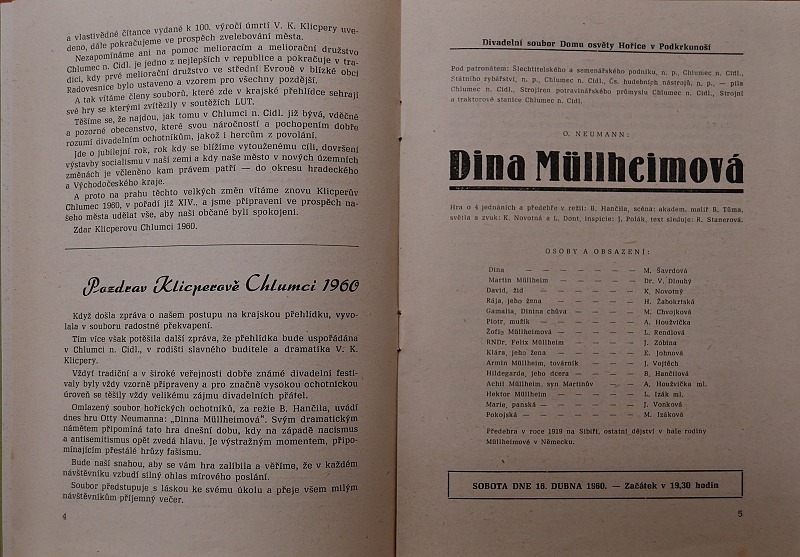 a vlastivědné čítance vydané k 100. výročí úmrtí V. K. Klicpery uve-
deno, dále pokračujeme ve prospěch zvelebování města.
Nezapomínáme ani na pomoc melioracím a meliorační družstvo
Chlumec n. Cidl. je jedno z nejlepších v republice a pokračuje v tra-
dici, kdy prvé meliorační družstvo ve střední Evropě v blízké obci
Radovesnice bylo ustaveno a vzorem pro všechny pozdější.
A tak vítáme členy souborů, které zde v krajské přehlídce sehrají
své hry se kterými zvítězily v soutěžích LUT.
Těšíme se, že najdou, jak tomu v Chlumci n. Cidl. již bývá, vděčné
a pozorné obecenstvo, které svou náročností a pochopením dobře
rozumí divadelním ochotníkům, jakož i hercům z povolání.
Jde o jubilejní rok, rok kdy se blížíme vytouženému cíli, dovršení
výstavby socialismu v naší zemi a kdy naše město v nových územních
změnách je včleněno kam právem patří — do okresu hradeckého
a Východočeského kraje.
A proto na prahu těchto velkých změn vítáme znovu Klicperův
Chlumec 1960, v pořadí již XIV., a jsme připraveni ve prospěch na-
šeho města udělat vše, aby naši občané byli spokojeni.
Zdar Klicperovu Chlumci 1960.
Pozdrav Klicperově Chlumci 1960
Když došla zpráva o našem postupu na krajskou přehlídku, vyvo-
lala v souboru radostné překvapení.
Tím více však potěšila další zpráva, že přehlídka bude uspořádána
v Chlumci n. Cidl., v rodišti slavného buditele a dramatika V. K.
Klicpery.
Vždyť tradiční a v široké veřejnosti dobře známé divadelní festi-
valy byly vždy vzorně připraveny a pro značně vysokou ochotnickou
úroveň se těšily vždy velikému zájmu divadelních přátel.
Omlazený soubor hořických ochotníků, za režie B. Hančila, uvádí
dnes hru Otty Neumanna: „Dinna Müllheimová". Svým dramatickým
námětem připomíná tato hra dnešní dobu, kdy na západě nacismus
a antisemitismus opět zvedá hlavu. Je výstražným momentem, připo-
mínajícím přestálé hrůzy fašismu.
Bude naší snahou, aby se vám hra zalíbila a věříme, že v každém
návštěvníku vzbudí silný ohlas mírového poslání.
Soubor předstupuje s láskou ke svému úkolu a přeje všem milým
návštěvníkům příjemný večer.
4
Divadelní soubor Domu osvěty Hořice v Podkrkonoší
Pod patronátem: Šlechtitelského a semenářského podniku, n. p., Chlumec n. Cidl.,
Státního rybářství, n. p., Chlumec n. Cidl., Čs. hudebních nástrojů, n. p., — pila
Chlumec n. Cidl., Strojíren potravinářského průmyslu Chlumec n. Cidl., Strojní
a traktorové stanice Chlumec n. Cidl.
O. NEUMANN:
Dina Müllheimová
Hra o 4 jednáních a předehře v režii: B. Hančila, scéna: akadem. malíř B. Tůma,
světla a zvuk: K. Novotná a L. Dont, inspicie: J. Polák, text sleduje: R. Stanerová.
OSOBY A OBSAZENÍ:
Dina — — — — — — M. Šavrdová
Martin Müllheim — — — — — Dr. V. Dlouhý
David, žid — — — — — K. Novotný
Rája, jeho žena — — — — — H. Žabokrtská
Gamalia, Dinina chůva — — — — M. Chvojková
Piotr, mužik — — — — — A. Houžvička
Žofia Müllheimová — — — — — L. Rendlová
RNDr. Felix Müllheim — — — — J. Zobina
Klára, jeho žena — — — — — E. Johnová
Armin Müllheim, továrník — — — J. Vojtěch
Hildegarda, jeho dcera — — — — B. Hančilová
Achil Müllheim, syn Martinův — — A. Houžvička ml.
Hektor Müllheim — — — — — L. Izák ml.
Marie, panská — — — — — J. Vonková
Pokojská — — — — — — M. Izáková
Předehra v roce 1919 na Sibiři, ostatní dějství v hale rodiny
Müllheimové v Německu.
SOBOTA DNE 16. DUBNA 1960. — Začátek v 19,30 hodin
5